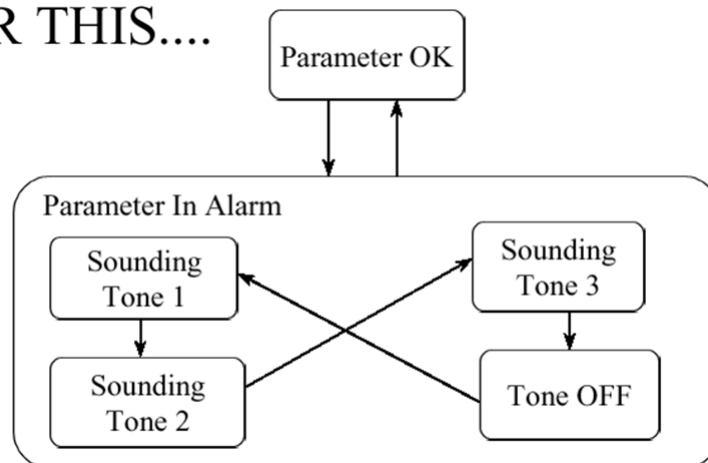 R THIS....
Parameter OK
Parameter In Alarm
Sounding
Tone 1
Sounding
Tone 3
Sounding
Tone 2
Tone OFF